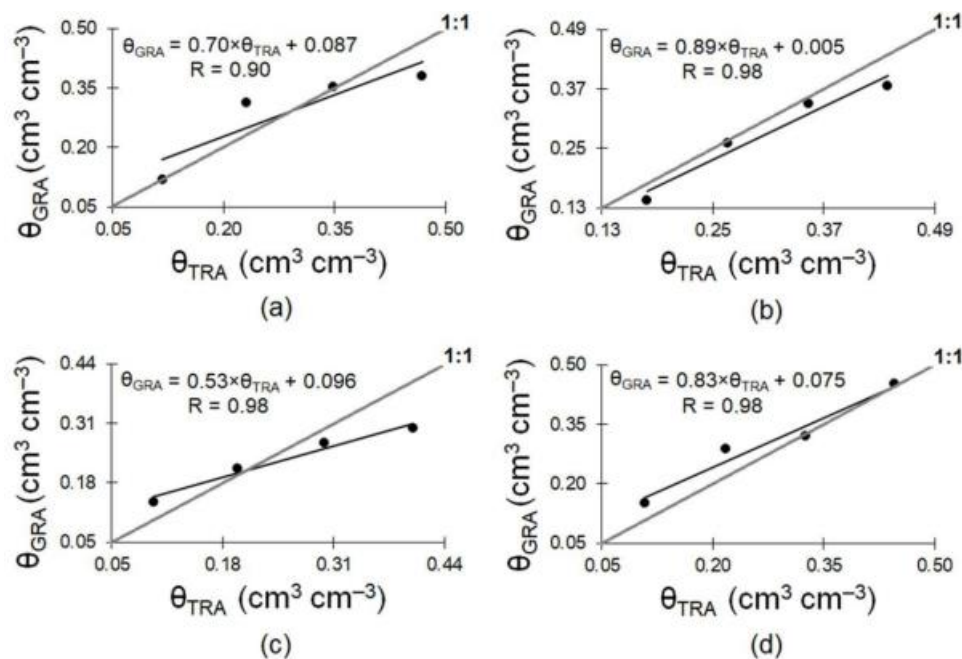 1:1
0.50
θGRA = 0.70×θTRA + 0.087
R = 0.90
0.35
0.20
0.05
θGRA (cm³ cm⁻³)
0.05 0.20 0.35 0.50
θTRA (cm³ cm⁻³)
(a)
1:1
0.49
θGRA = 0.89×θTRA + 0.005
R = 0.98
0.37
0.25
0.13
θGRA (cm³ cm⁻³)
0.13 0.25 0.37 0.49
θTRA (cm³ cm⁻³)
(b)
1:1
0.44
θGRA = 0.53×θTRA + 0.096
R = 0.98
0.31
0.18
0.05
θGRA (cm³ cm⁻³)
0.05 0.18 0.31 0.44
θTRA (cm³ cm⁻³)
(c)
1:1
0.50
θGRA = 0.83×θTRA + 0.075
R = 0.98
0.35
0.20
0.05
θGRA (cm³ cm⁻³)
0.05 0.20 0.35 0.50
θTRA (cm³ cm⁻³)
(d)